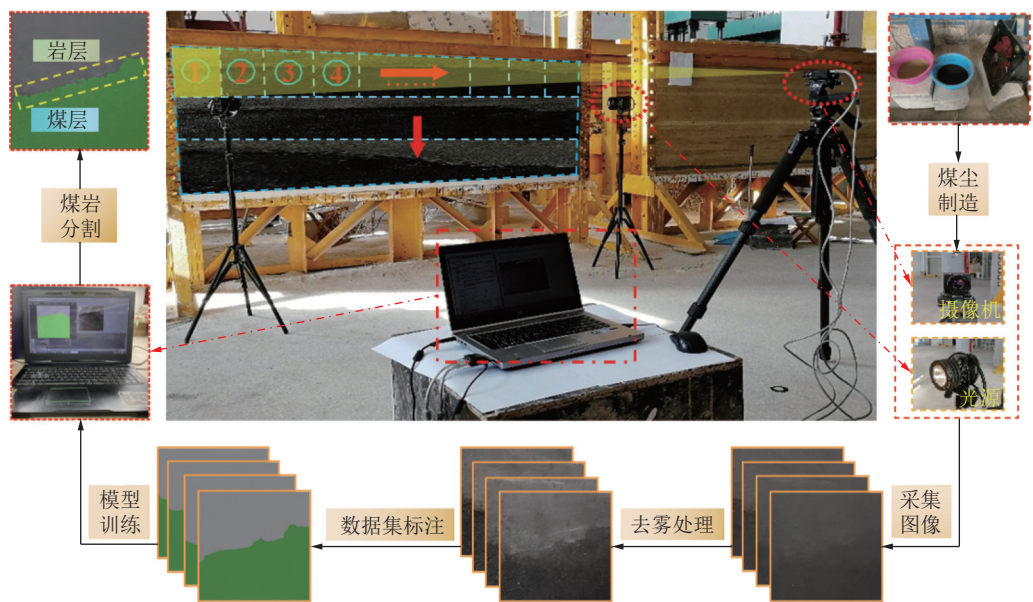 岩层
煤层
①
②
③
④
煤岩
分割
煤尘
制造
摄像机
光源
模型
训练
数据集标注
去雾处理
采集
图像